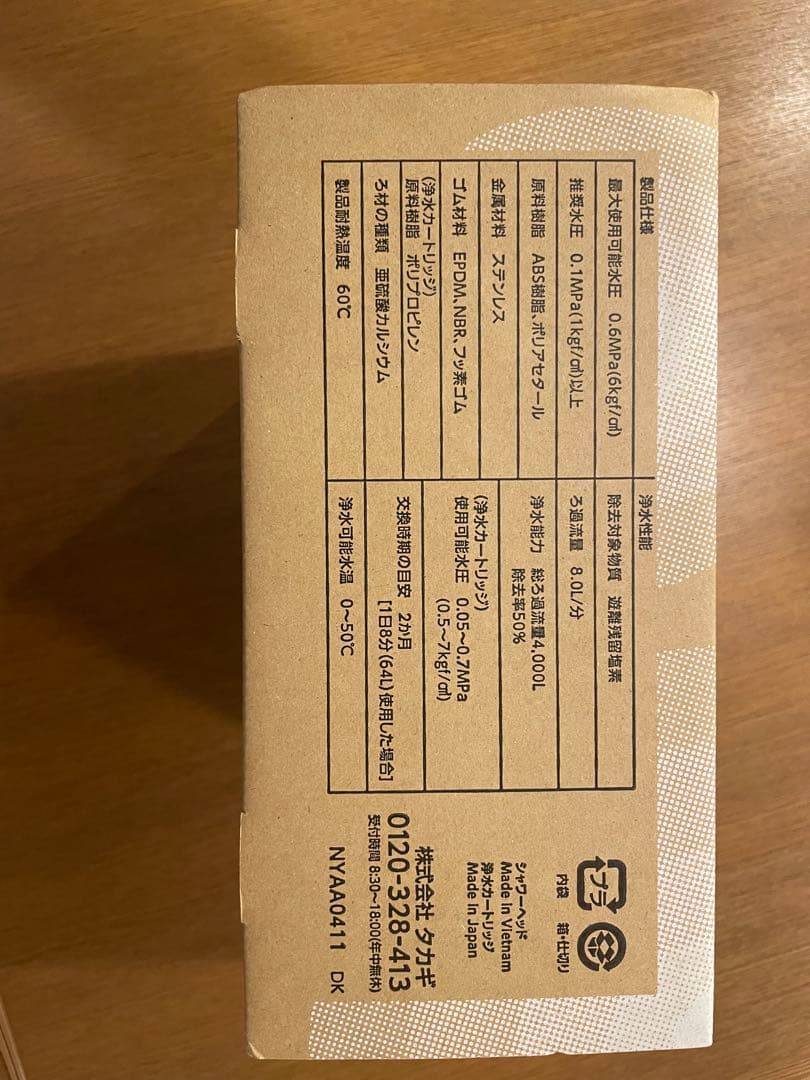 製品仕様
最大使用可能水圧 0.6MPa(6kgf/㎠)
推奨水圧 0.1MPa(1kgf/㎠)以上
原料樹脂 ABS樹脂、ポリアセタール
金属材料 ステンレス
ゴム材料 EPDM、NBR、フッ素ゴム
(浄水カートリッジ)
原料樹脂 ポリプロピレン
ろ材の種類 亜硫酸カルシウム
製品耐熱温度 60℃
浄水性能
除去対象物質 遊離残留塩素
ろ過流量 8.0L/分
浄水能力 総ろ過流量4,000L
除去率50%
(浄水カートリッジ)
使用可能水圧 0.05〜0.7MPa
(0.5〜7kgf/㎠)
交換時期の目安 2か月
[1日8分(64L)使用した場合]
浄水可能水温 0〜50℃
プラ
内袋 箱・仕切り
シャワーヘッド
Made In Vietnam
浄水カートリッジ
Made In Japan
株式会社 タカギ
0120-328-413
受付時間 8:30〜18:00(年中無休)
NYAA0411 DK